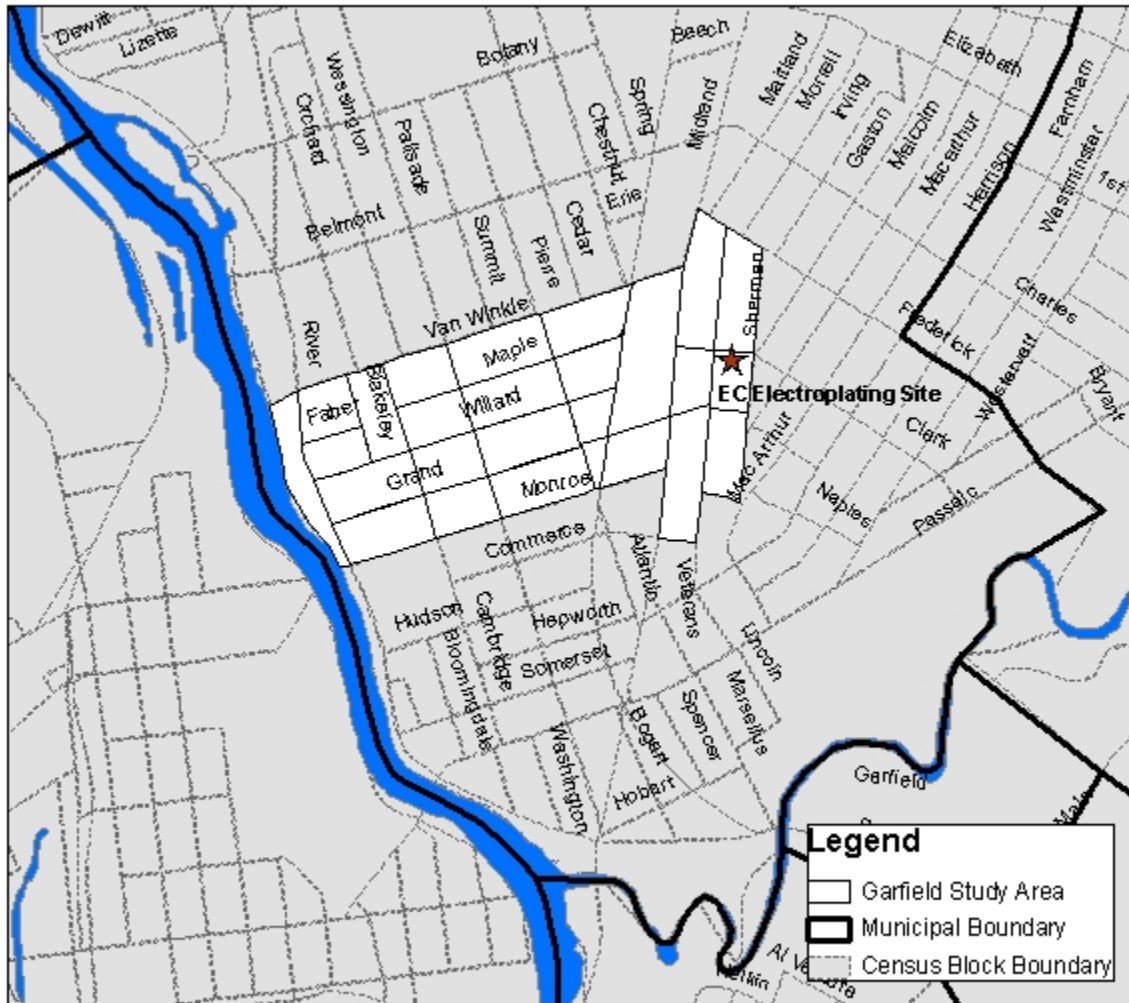 Dewitt
Lizette
Botany
Beech
Elizabeth
Wessington
Orchard
Palisade
Spring
Chestnut
Midland
Maitland
Morrell
Irving
Gaston
Malcolm
Macarthur
Harrison
Farnham
Westminster
1st
Erie
Cedar
Belmont
Summit
Pierre
Sherman
Charles
River
Van Winkle
Maple
Frederick
Westervelt
Bryant
Faber
Blakeley
Willard
EC Electroplating Site
Clark
Grand
Monroe
Mac Arthur
Naples
Passaic
Commerce
Atlantic
Veterans
Hudson
Cambridge
Hepworth
Lincoln
Bloomingdale
Somerset
Marsellus
Spencer
Bogert
Washington
Hobart
Garfield
Legend
Garfield Study Area
Municipal Boundary
Census Block Boundary